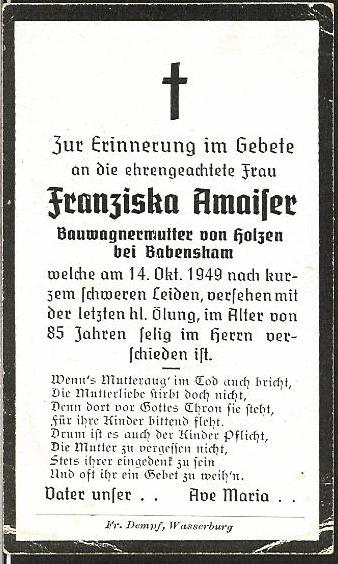 Zur Erinnerung im Gebete
an die ehrengeachtete Frau
Franziska Amaiser
Bauwagnermutter von Holzen
bei Babensham
welche am 14. Okt. 1949 nach kur-
zem schweren Leiden, versehen mit
der letzten hl. Ölung, im Alter von
85 Jahren selig im Herrn ver-
schieden ist.
Wenn's Mutteraug' im Tod auch bricht,
Die Mutterliebe stirbt doch nicht,
Denn dort vor Gottes Thron sie steht,
Für ihre Kinder bittend fleht.
Drum ist es auch der Kinder Pflicht,
Die Mutter zu vergessen nicht,
Stets ihrer eingedenk zu sein
Und oft ihr ein Gebet zu weih'n.
Vater unser . . Ave Maria . .
Fr. Dempf, Wasserburg